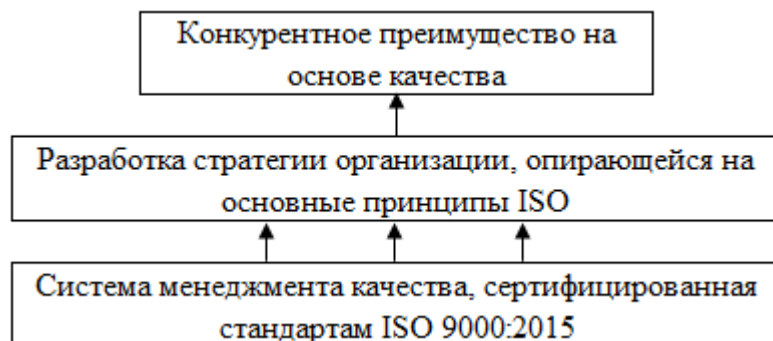 Конкурентное преимущество на
основе качества
Разработка стратегии организации, опирающейся на
основные принципы ISO
Система менеджмента качества, сертифицированная
стандартам ISO 9000:2015